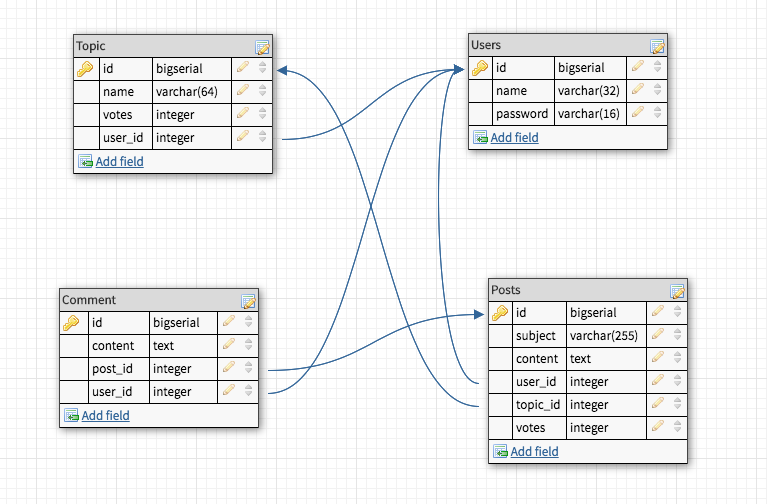 Topic
id bigserial
name varchar(64)
votes integer
user_id integer
Add field
Users
id bigserial
name varchar(32)
password varchar(16)
Add field
Comment
id bigserial
content text
post_id integer
user_id integer
Add field
Posts
id bigserial
subject varchar(255)
content text
user_id integer
topic_id integer
votes integer
Add field